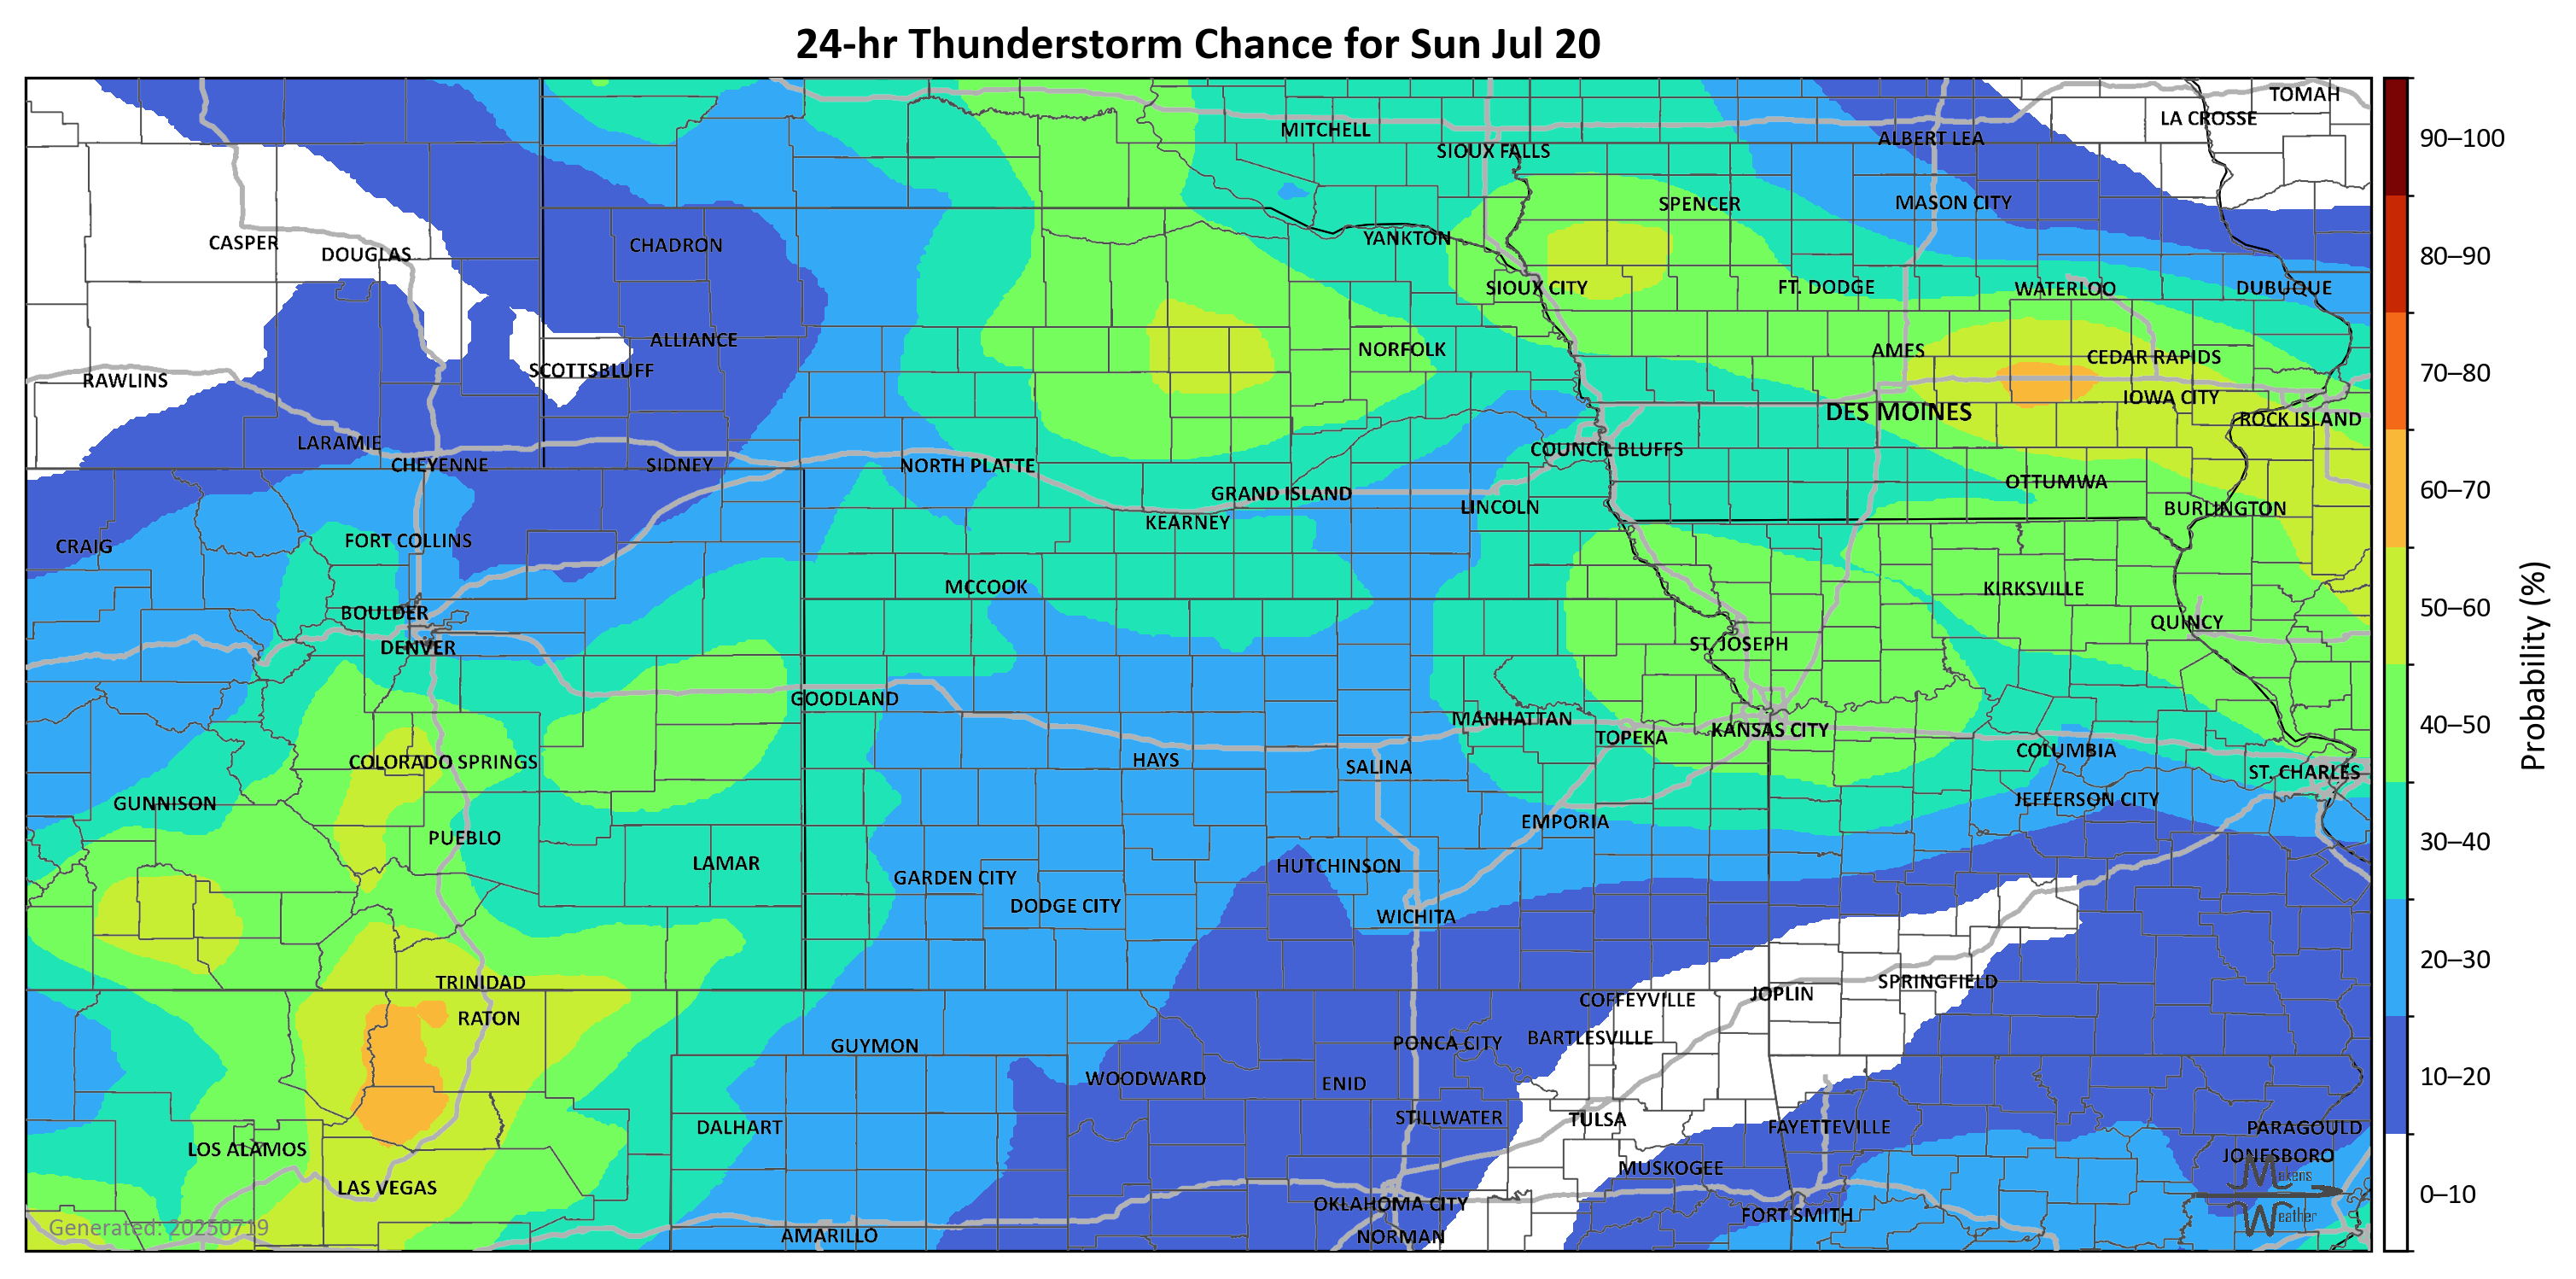 24-hr Thunderstorm Chance for Sun Jul 20
TOMAH
LA CROSSE
MITCHELL
ALBERT LEA
SIOUX FALLS
90–100
MASON CITY
SPENCER
YANKTON
CASPER
CHADRON
DOUGLAS
80–90
SIOUX CITY
FT. DODGE
WATERLOO
DUBUQUE
ALLIANCE
NORFOLK
AMES
CEDAR RAPIDS
SCOTTSBLUFF
70–80
RAWLINS
IOWA CITY
DES MOINES
ROCK ISLAND
LARAMIE
COUNCIL BLUFFS
CHEYENNE
SIDNEY
NORTH PLATTE
OTTUMWA
60–70
GRAND ISLAND
LINCOLN
BURLINGTON
KEARNEY
FORT COLLINS
CRAIG
MCCOOK
KIRKSVILLE
50–60
BOULDER
QUINCY
DENVER
ST. JOSEPH
Probability (%)
GOODLAND
MANHATTAN
40–50
KANSAS CITY
TOPEKA
COLUMBIA
HAYS
COLORADO SPRINGS
SALINA
ST. CHARLES
GUNNISON
JEFFERSON CITY
EMPORIA
PUEBLO
30–40
LAMAR
HUTCHINSON
GARDEN CITY
DODGE CITY
WICHITA
20–30
TRINIDAD
SPRINGFIELD
JOPLIN
COFFEYVILLE
RATON
BARTLESVILLE
PONCA CITY
GUYMON
WOODWARD
10–20
ENID
STILLWATER
TULSA
DALHART
FAYETTEVILLE
PARAGOULD
LOS ALAMOS
JONESBORO
MUSKOGEE
Makens
LAS VEGAS
0–10
OKLAHOMA CITY
FORT SMITH
Weather
Generated: 20250719
AMARILLO
NORMAN